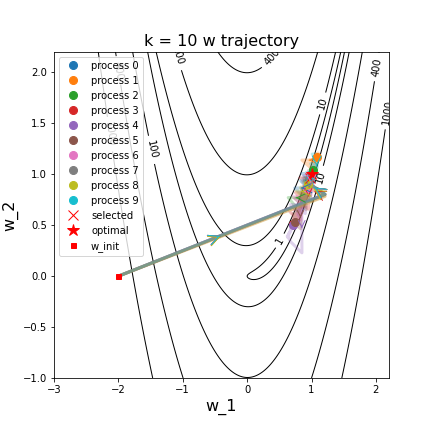 k = 10 w trajectory
process 0
process 1
process 2
process 3
process 4
process 5
process 6
process 7
process 8
process 9
selected
optimal
w_init
400
10
400
100
1000
10
1
w_2
2.0
1.5
1.0
0.5
0.0
−0.5
−1.0
−3
−2
−1
0
1
2
w_1